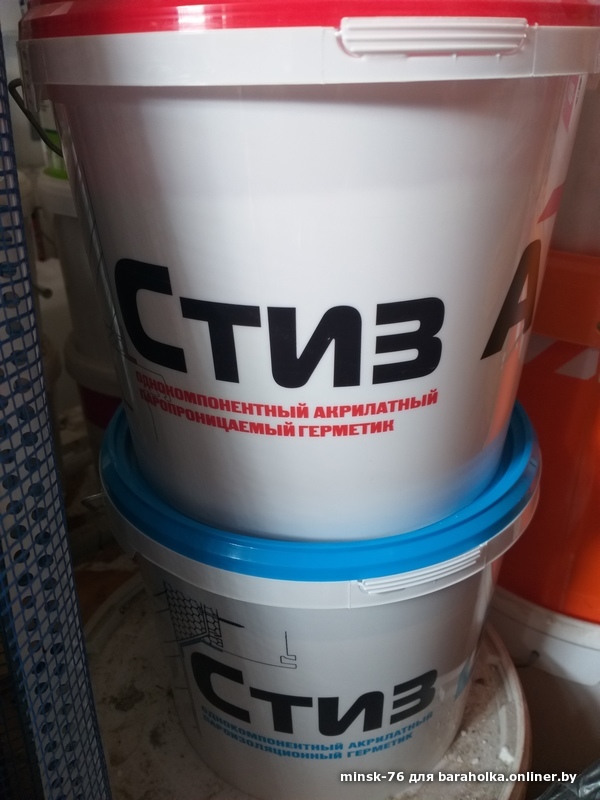 Стиз А
ОДНОКОМПОНЕНТНЫЙ АКРИЛАТНЫЙ
ПАРОПРОНИЦАЕМЫЙ ГЕРМЕТИК
Стиз
ОДНОКОМПОНЕНТНЫЙ АКРИЛАТНЫЙ
ПАРОИЗОЛЯЦИОННЫЙ ГЕРМЕТИК
minsk-76 для baraholka.onliner.by